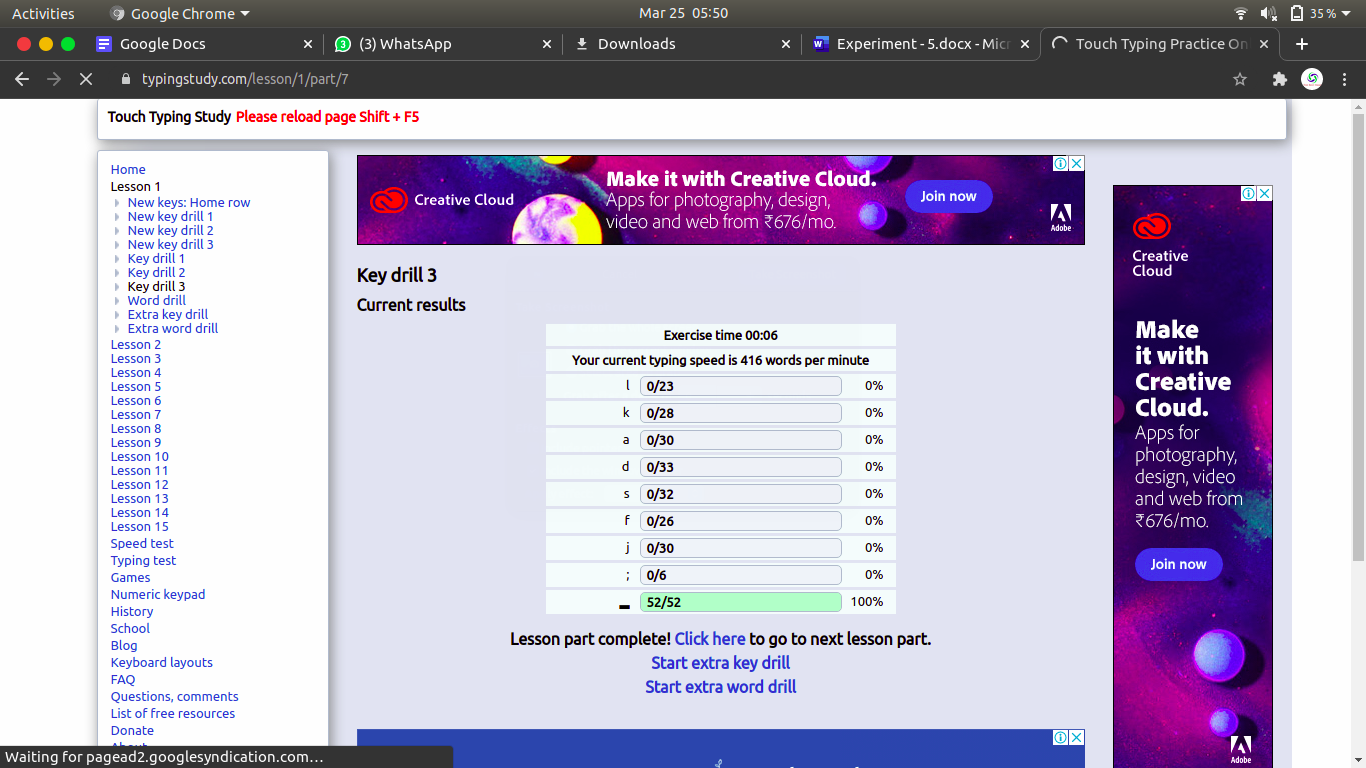 Activities
Google Chrome
Mar 25 05:50
35 %
Google Docs
(3) WhatsApp
Downloads
Experiment - 5.docx - Mic
Touch Typing Practice On
typingstudy.com/lesson/1/part/7
Touch Typing Study Please reload page Shift + F5
Home
Lesson 1
New keys: Home row
New key drill 1
New key drill 2
New key drill 3
Key drill 1
Key drill 2
Key drill 3
Word drill
Extra key drill
Extra word drill
Lesson 2
Lesson 3
Lesson 4
Lesson 5
Lesson 6
Lesson 7
Lesson 8
Lesson 9
Lesson 10
Lesson 11
Lesson 12
Lesson 13
Lesson 14
Lesson 15
Speed test
Typing test
Games
Numeric keypad
History
School
Blog
Keyboard layouts
FAQ
Questions, comments
List of free resources
Donate
Waiting for pagead2.googlesyndication.com…
Creative Cloud
Make it with Creative Cloud.
Apps for photography, design,
video and web from ₹676/mo.
Join now
Adobe
Key drill 3
Current results
Exercise time 00:06
Your current typing speed is 416 words per minute
l 0/23 0%
k 0/28 0%
a 0/30 0%
d 0/33 0%
s 0/32 0%
f 0/26 0%
j 0/30 0%
; 0/6 0%
52/52 100%
Lesson part complete! Click here to go to next lesson part.
Start extra key drill
Start extra word drill
Creative
Cloud
Make
it with
Creative
Cloud.
Apps for
photography,
design, video
and web from
₹676/mo.
Join now
Adobe